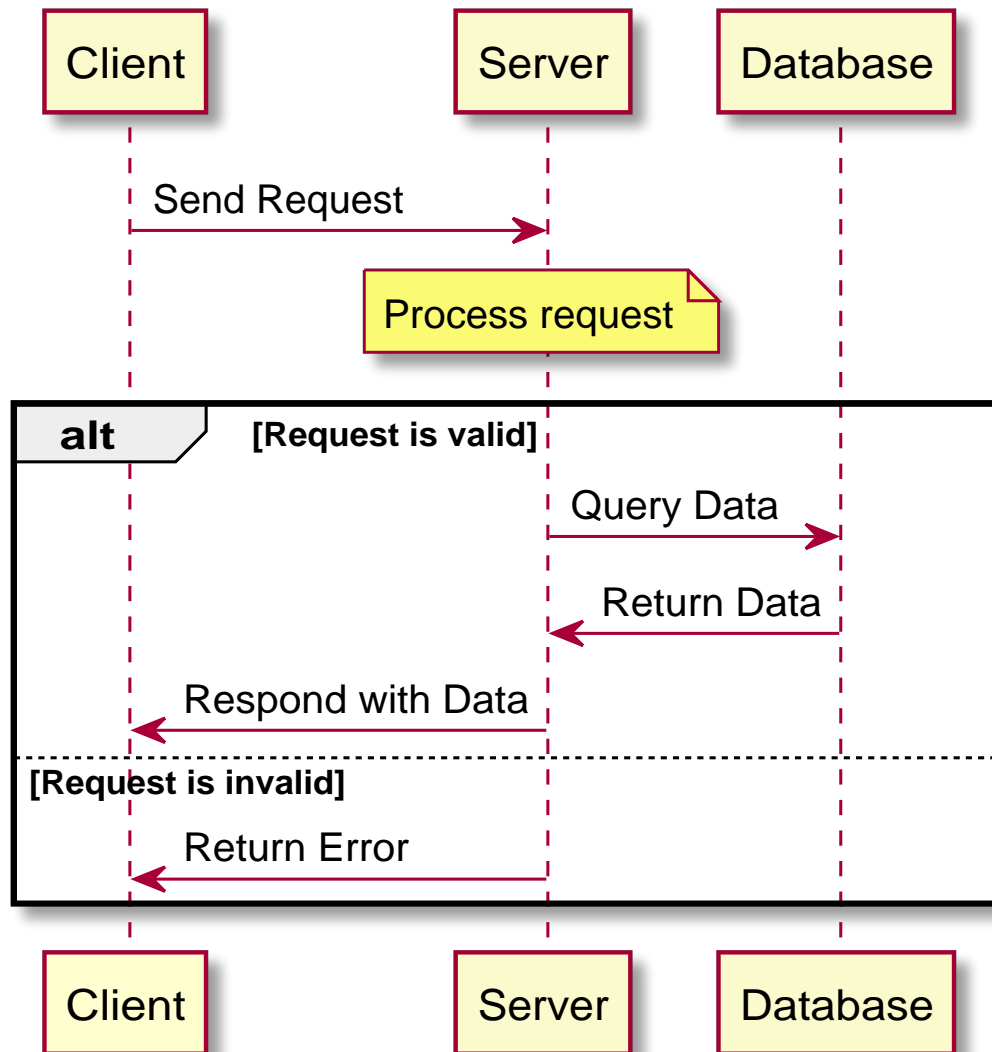 Client
Server
Database
Send Request
Process request
alt
[Request is valid]
Query Data
Return Data
Respond with Data
[Request is invalid]
Return Error
Client
Server
Database